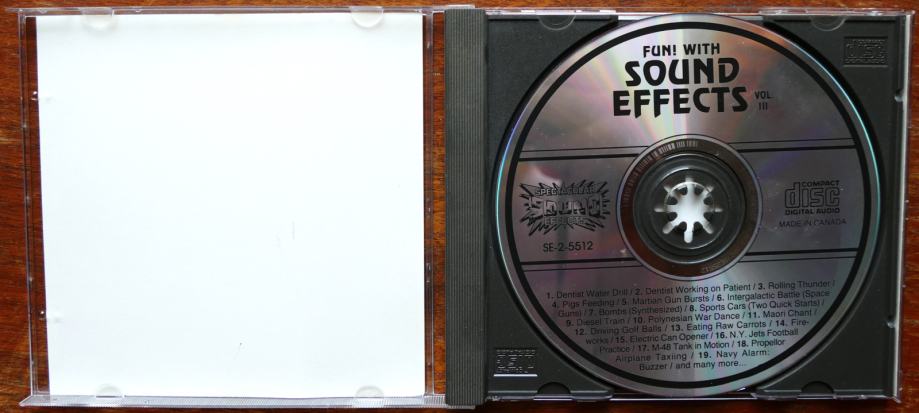 FUN! WITH
SOUND
EFFECTS VOL.
III
SPECTACULAR
SOUND
EFFECTS
SE-2-5512
COMPACT
disc
DIGITAL AUDIO
MADE IN CANADA
1. Dentist Water Drill / 2. Dentist Working on Patient / 3. Rolling Thunder /
4. Pigs Feeding / 5. Martian Gun Bursts / 6. Intergalactic Battle (Space
Guns) / 7. Bombs (Synthesized) / 8. Sports Cars (Two Quick Starts) /
9. Diesel Train / 10. Polynesian War Dance / 11. Maori Chant /
12. Driving Golf Balls / 13. Eating Raw Carrots / 14. Fire-
works / 15. Electric Can Opener / 16. N.Y. Jets Football
Practice / 17. M-48 Tank in Motion / 18. Propellor
Airplane Taxiing / 19. Navy Alarm:
Buzzer / and many more...